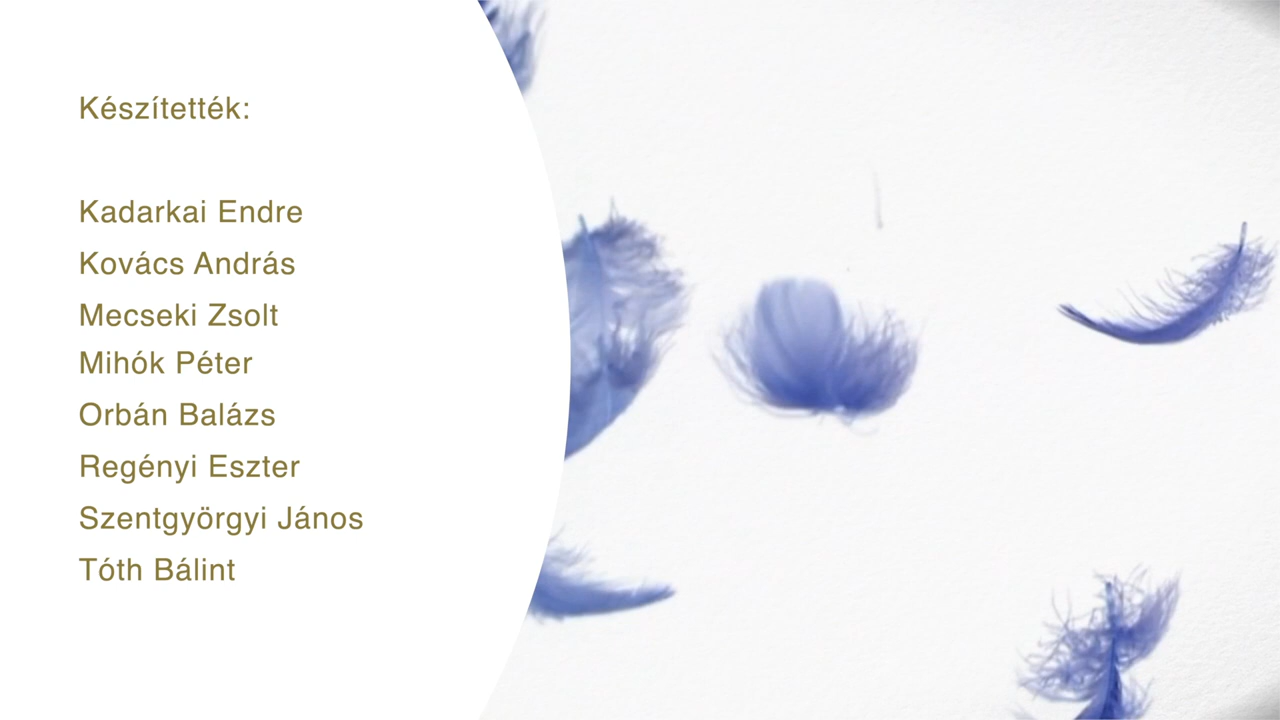 Készítették:
Kadarkai Endre
Kovács András
Mecseki Zsolt
Mihók Péter
Orbán Balázs
Regényi Eszter
Szentgyörgyi János
Tóth Bálint